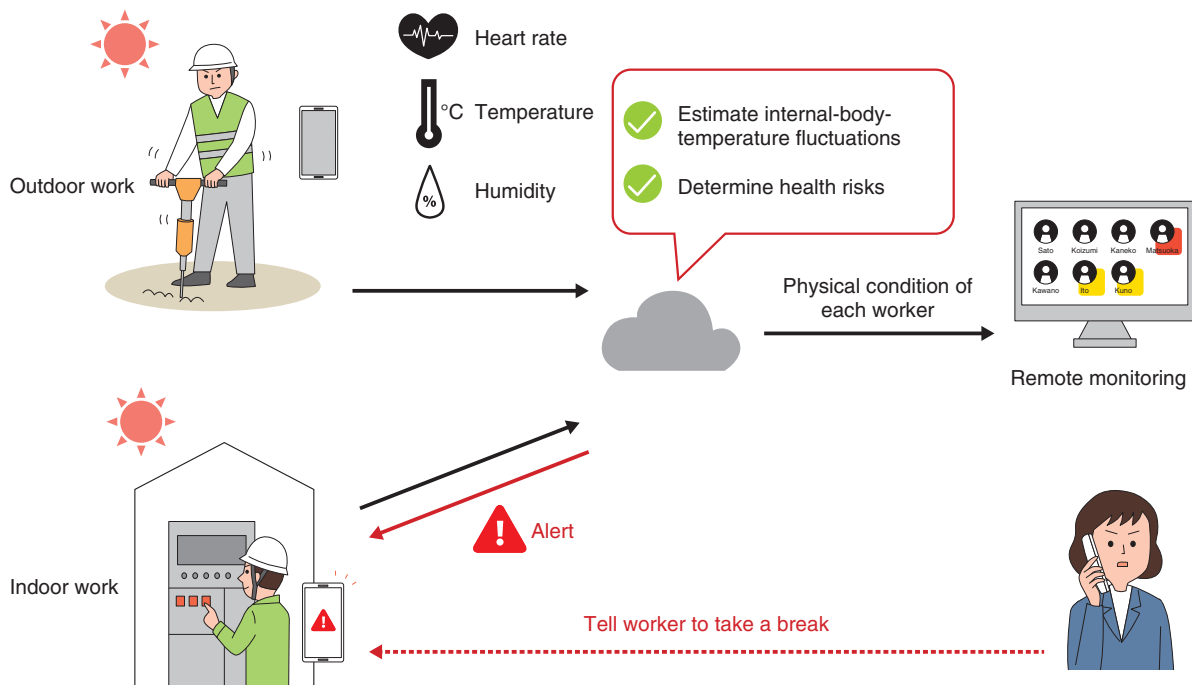 Heart rate
°C Temperature
% Humidity
Outdoor work
Estimate internal-body-
temperature fluctuations
Determine health risks
Physical condition of
each worker
Sato Koizumi Kaneko Matsuoka
Kawano Ito Kuno
Remote monitoring
! Alert
Indoor work
!
Tell worker to take a break